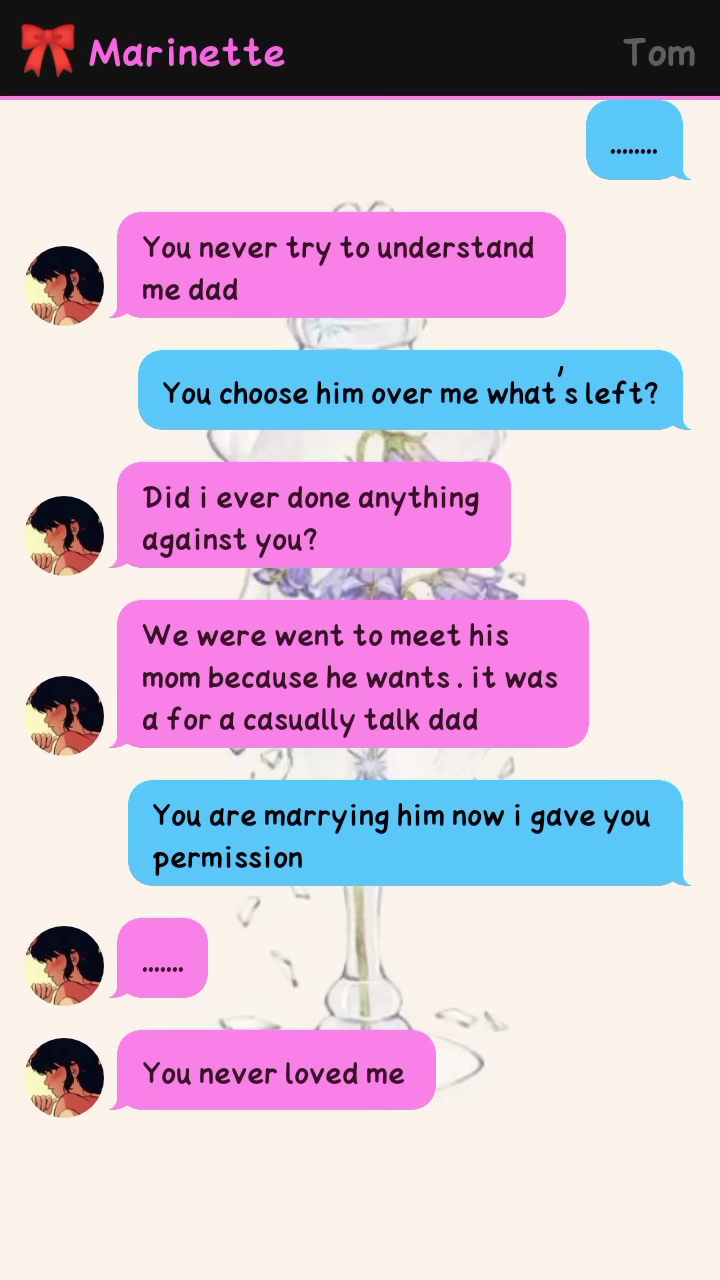 Marinette
Tom
........
You never try to understand
me dad
You choose him over me what's left?
Did i ever done anything
against you?
We were went to meet his
mom because he wants . it was
a for a casually talk dad
You are marrying him now i gave you
permission
.......
You never loved me